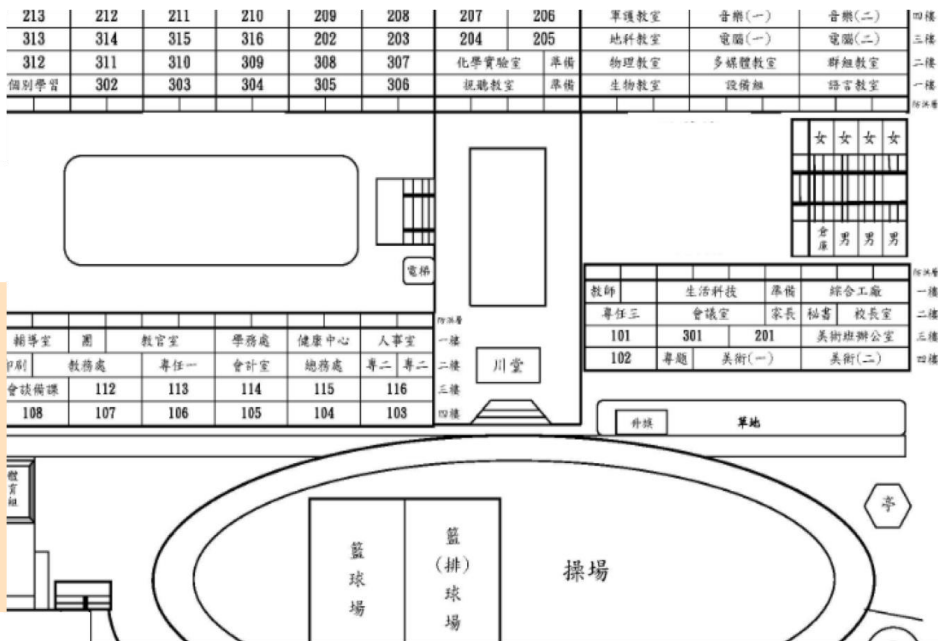 213 212 211 210 209 208 207 206 軍護教室 音樂(一) 音樂(二) 四樓
313 314 315 316 202 203 204 205 地科教室 電腦(一) 電腦(二) 三樓
312 311 310 309 308 307 化學實驗室 準備 物理教室 多媒體教室 群組教室 二樓
個別學習 302 303 304 305 306 視聽教室 準備 生物教室 設備組 語言教室 一樓
防洪層
女 女 女 女
倉庫 男 男 男
電梯
防洪層
教師 生活科技 準備 綜合工廠 一樓
專任三 會議室 家長 秘書 校長室 二樓
101 301 201 美術班辦公室 三樓
102 專題 美術(一) 美術(二) 四樓
防洪層
輔導室 團 教官室 學務處 健康中心 人事室 一樓
印刷 教務處 專任一 會計室 總務處 專二 專二 二樓
會談備課 112 113 114 115 116 三樓
108 107 106 105 104 103 四樓
川堂
升旗 草地
體育組
亭
籃球場
籃(排)球場
操場